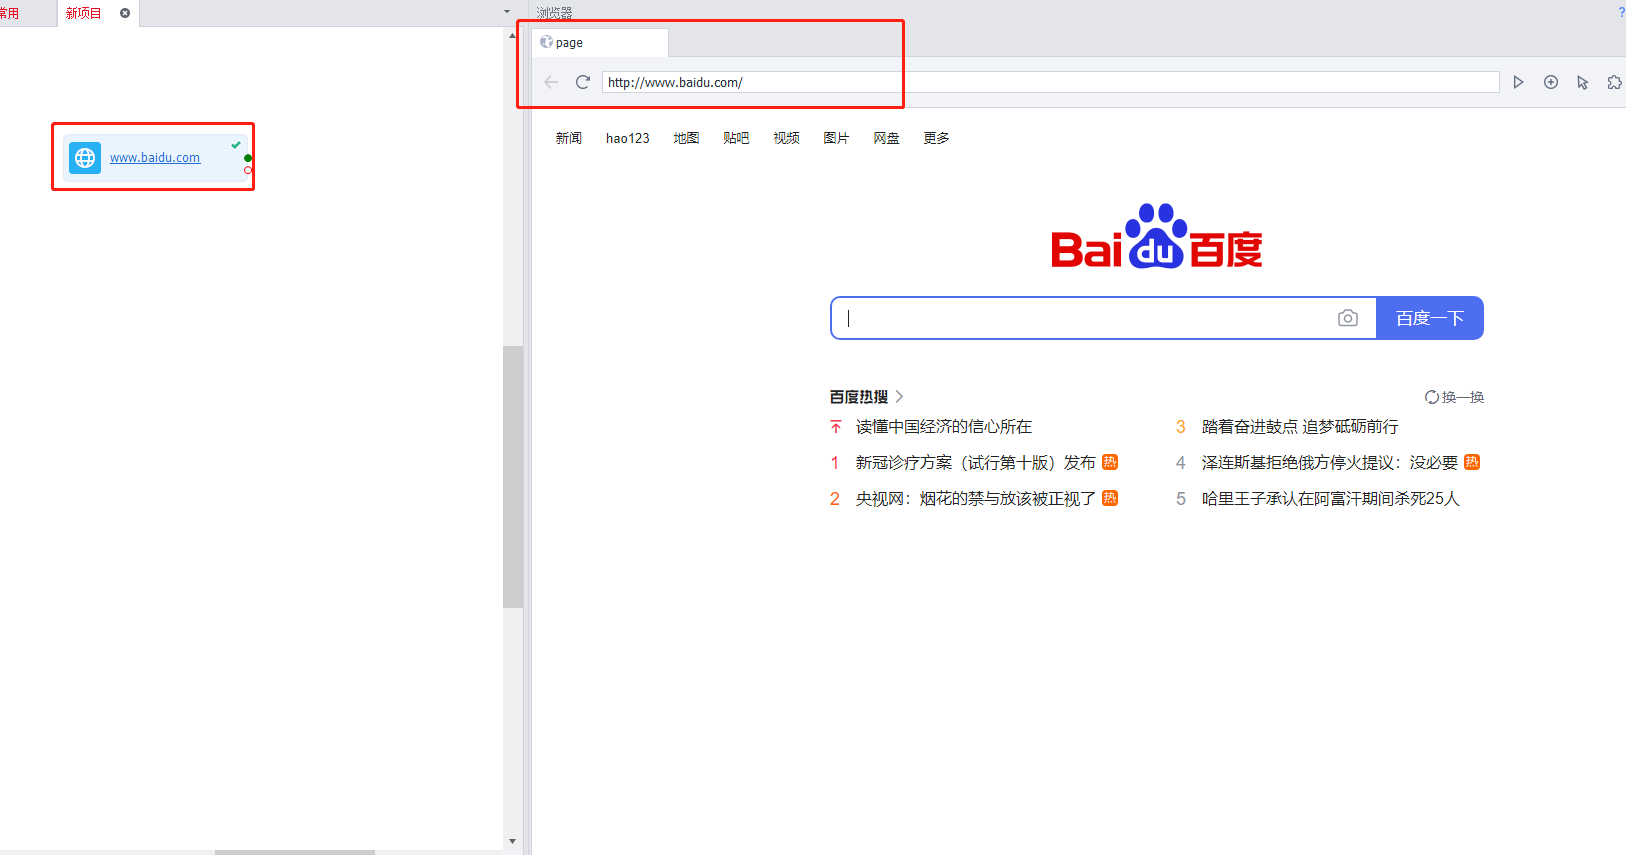 常用
新项目
浏览器
?
page
http://www.baidu.com/
www.baidu.com
新闻 hao123 地图 贴吧 视频 图片 网盘 更多
Baidu百度
百度一下
百度热搜
换一换
读懂中国经济的信心所在
1 新冠诊疗方案（试行第十版）发布 热
2 央视网：烟花的禁与放该被正视了 热
3 踏着奋进鼓点 追梦砥砺前行
4 泽连斯基拒绝俄方停火提议：没必要 热
5 哈里王子承认在阿富汗期间杀死25人